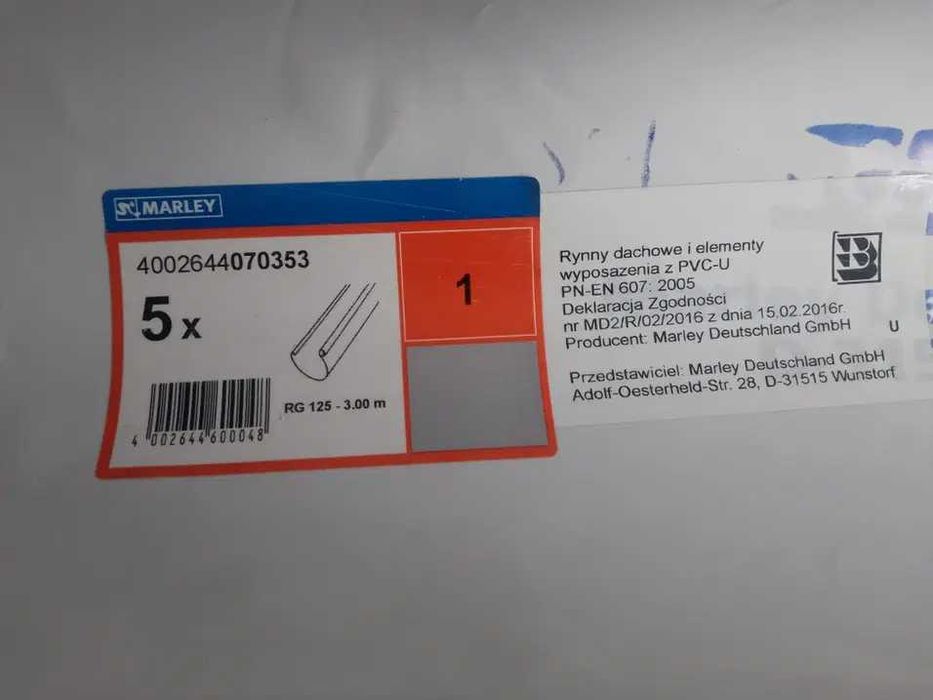 MARLEY
4002644070353
5 x
1
RG 125 - 3.00 m
4 002644 600048
Rynny dachowe i elementy
wyposazenia z PVC-U
PN-EN 607: 2005
Deklaracja Zgodności
nr MD2/R/02/2016 z dnia 15.02.2016r.
Producent: Marley Deutschland GmbH
U
Przedstawiciel: Marley Deutschland GmbH
Adolf-Oesterheld-Str. 28, D-31515 Wunstorf